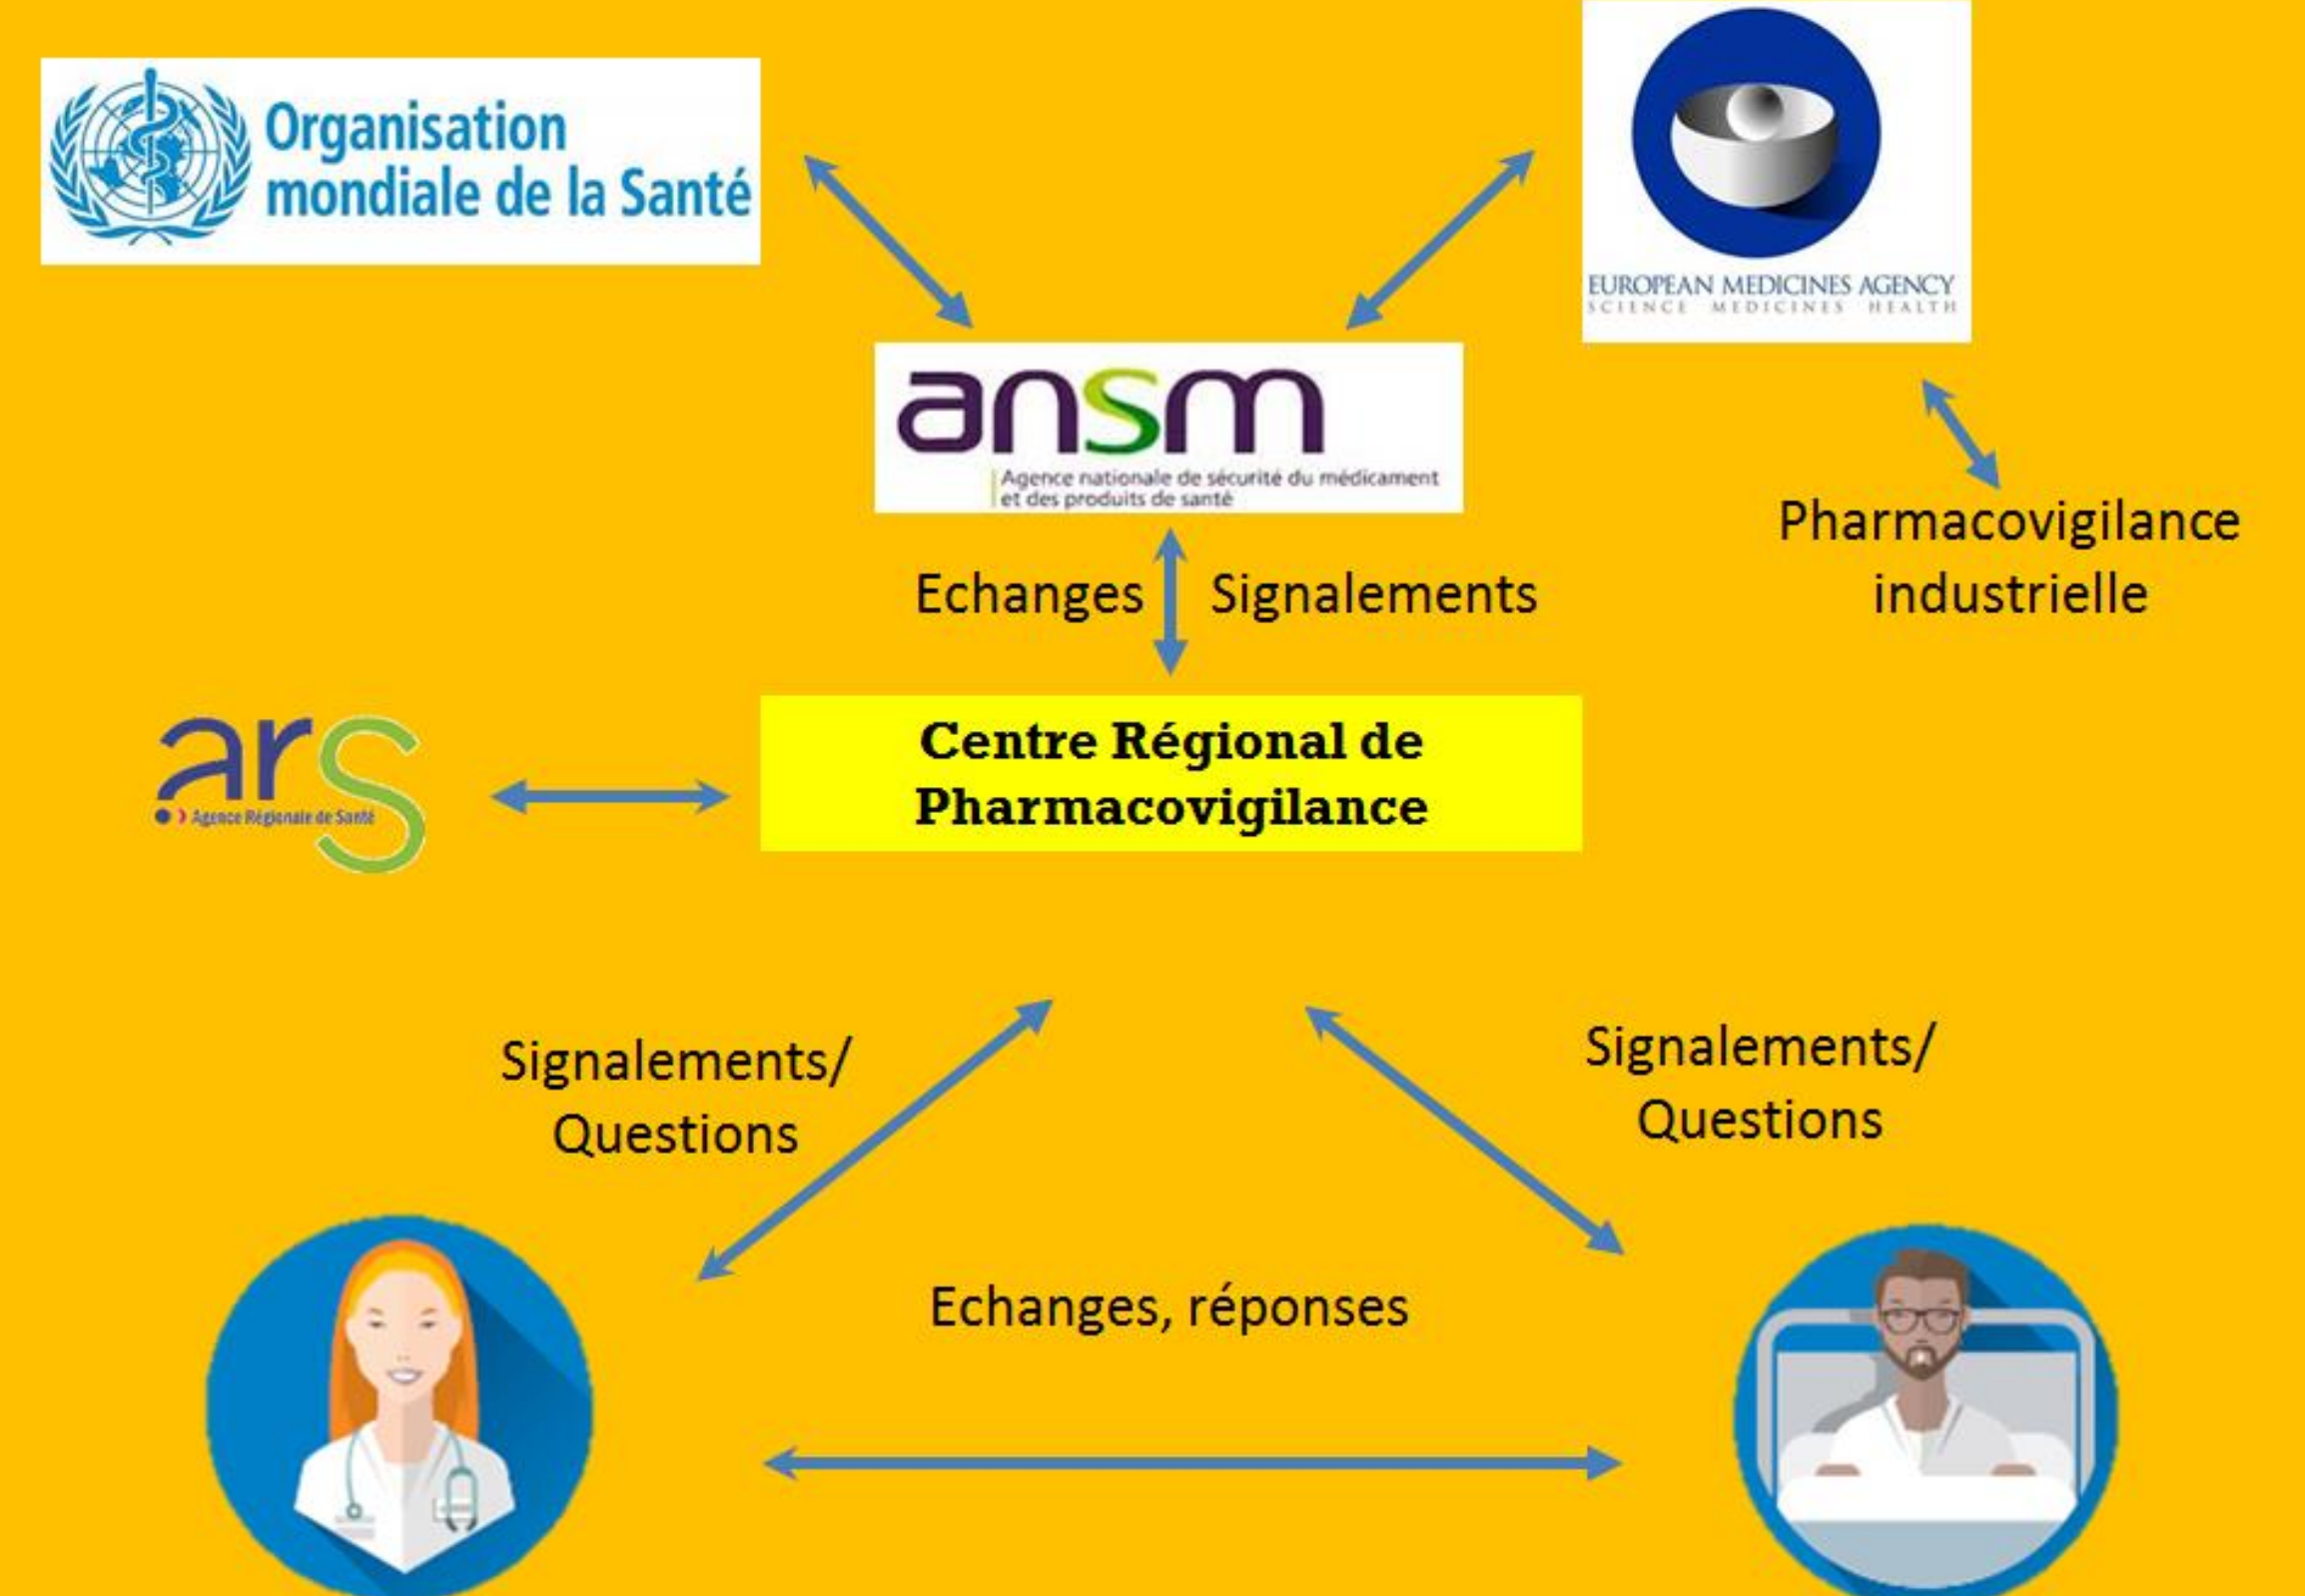 Organisation
mondiale de la Santé
EUROPEAN MEDICINES AGENCY
SCIENCE MEDICINES HEALTH
ansm
Agence nationale de sécurité du médicament
et des produits de santé
Pharmacovigilance
industrielle
Echanges
Signalements
ars
Agence Régionale de Santé
Centre Régional de
Pharmacovigilance
Signalements/
Questions
Signalements/
Questions
Echanges, réponses